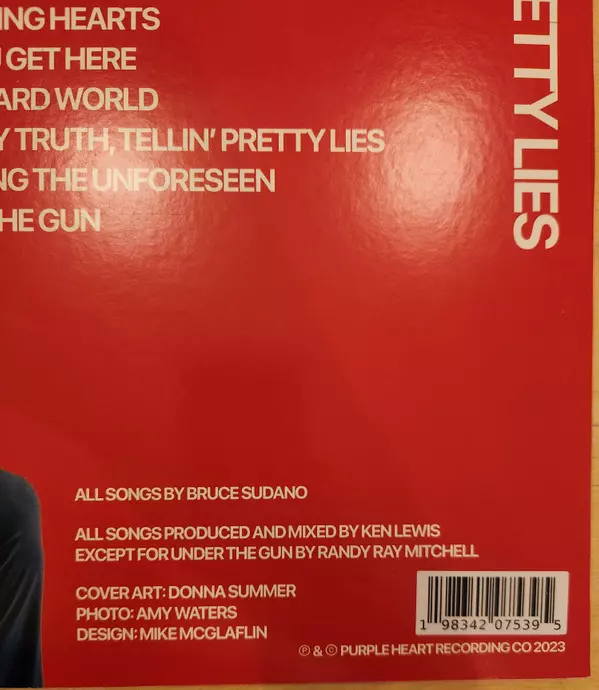 ING HEARTS
GET HERE
ARD WORLD
Y TRUTH, TELLIN' PRETTY LIES
NG THE UNFORESEEN
HE GUN
ETTY LIES
ALL SONGS BY BRUCE SUDANO
ALL SONGS PRODUCED AND MIXED BY KEN LEWIS
EXCEPT FOR UNDER THE GUN BY RANDY RAY MITCHELL
COVER ART: DONNA SUMMER
PHOTO: AMY WATERS
DESIGN: MIKE MCGLAFLIN
1 98342 07539 5
℗ & © PURPLE HEART RECORDING CO 2023